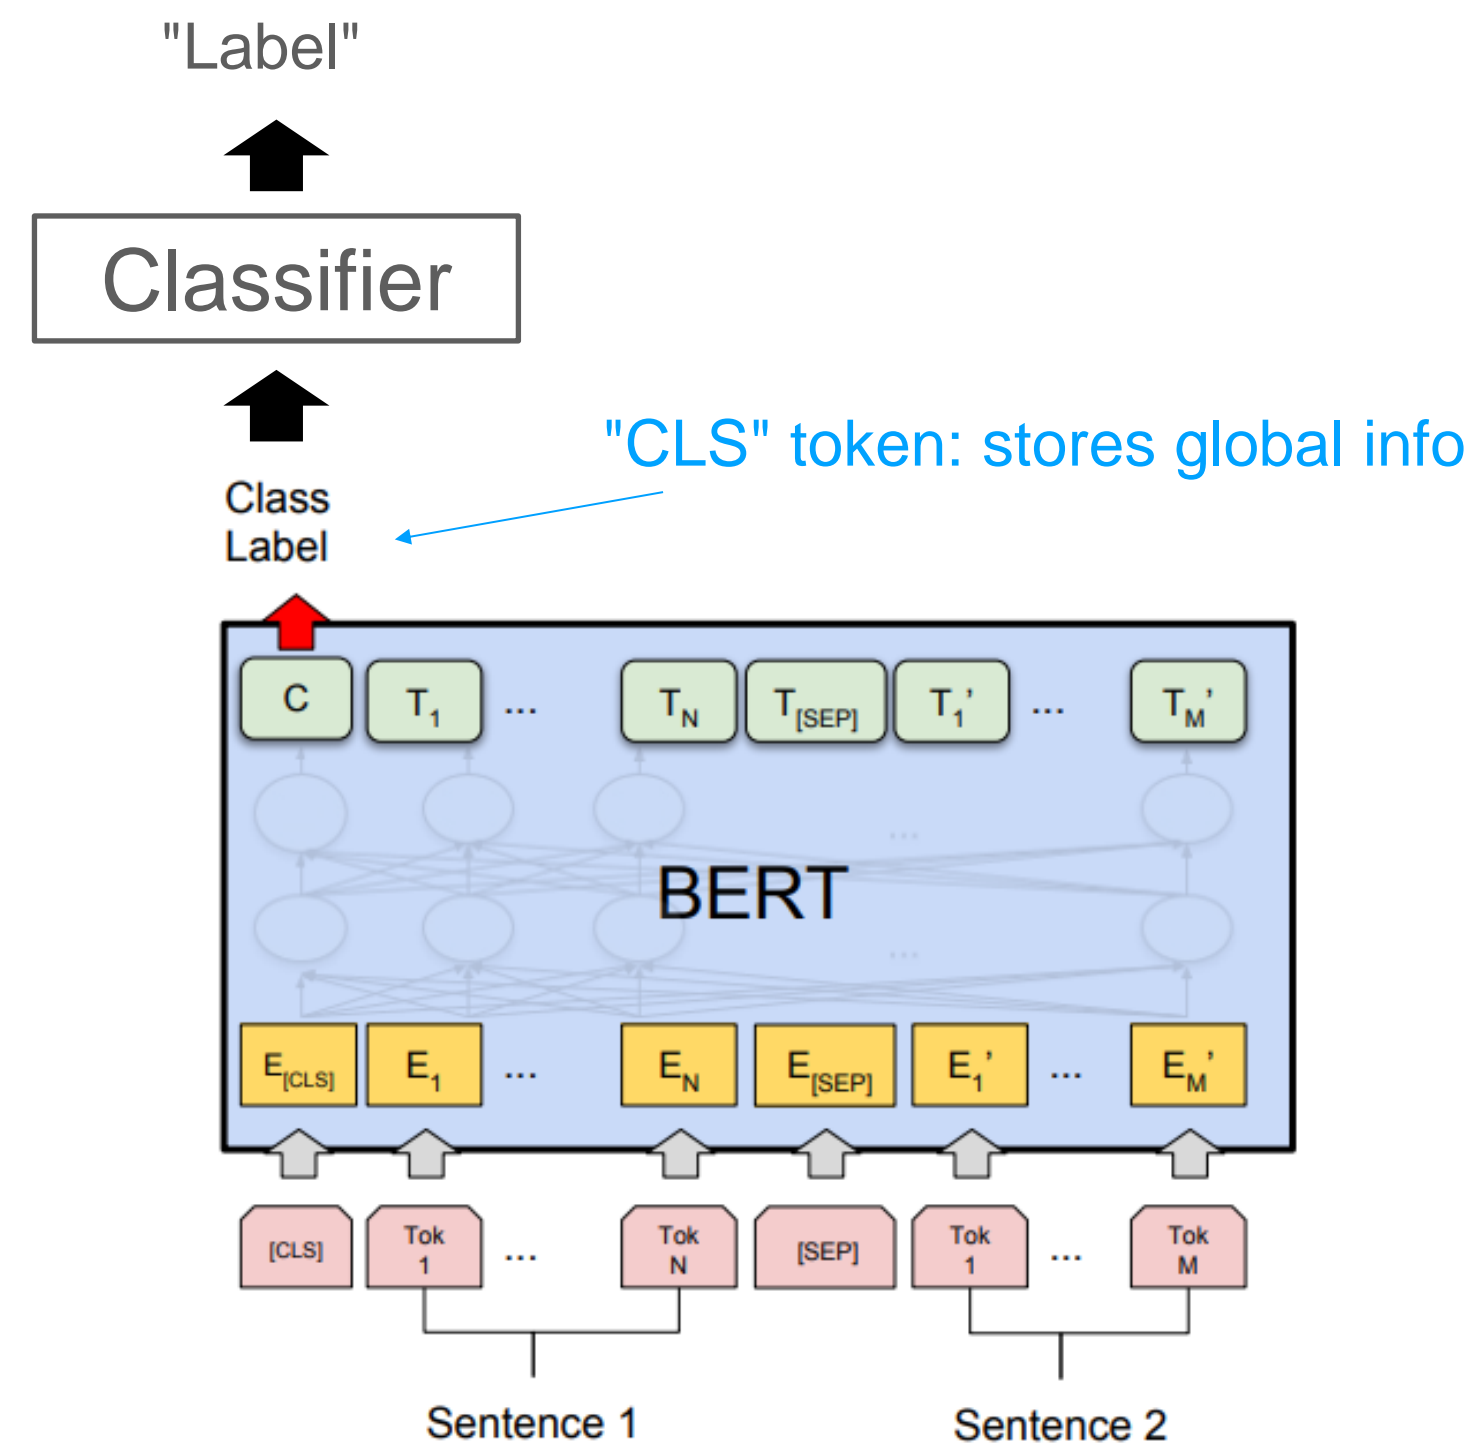 "Label"
Classifier
"CLS" token: stores global info
Class
Label
C T1 ... TN T[SEP] T1' ... TM'
...
BERT
...
E[CLS] E1 ... EN E[SEP] E1' ... EM'
[CLS] Tok 1 ... Tok N [SEP] Tok 1 ... Tok M
Sentence 1 Sentence 2